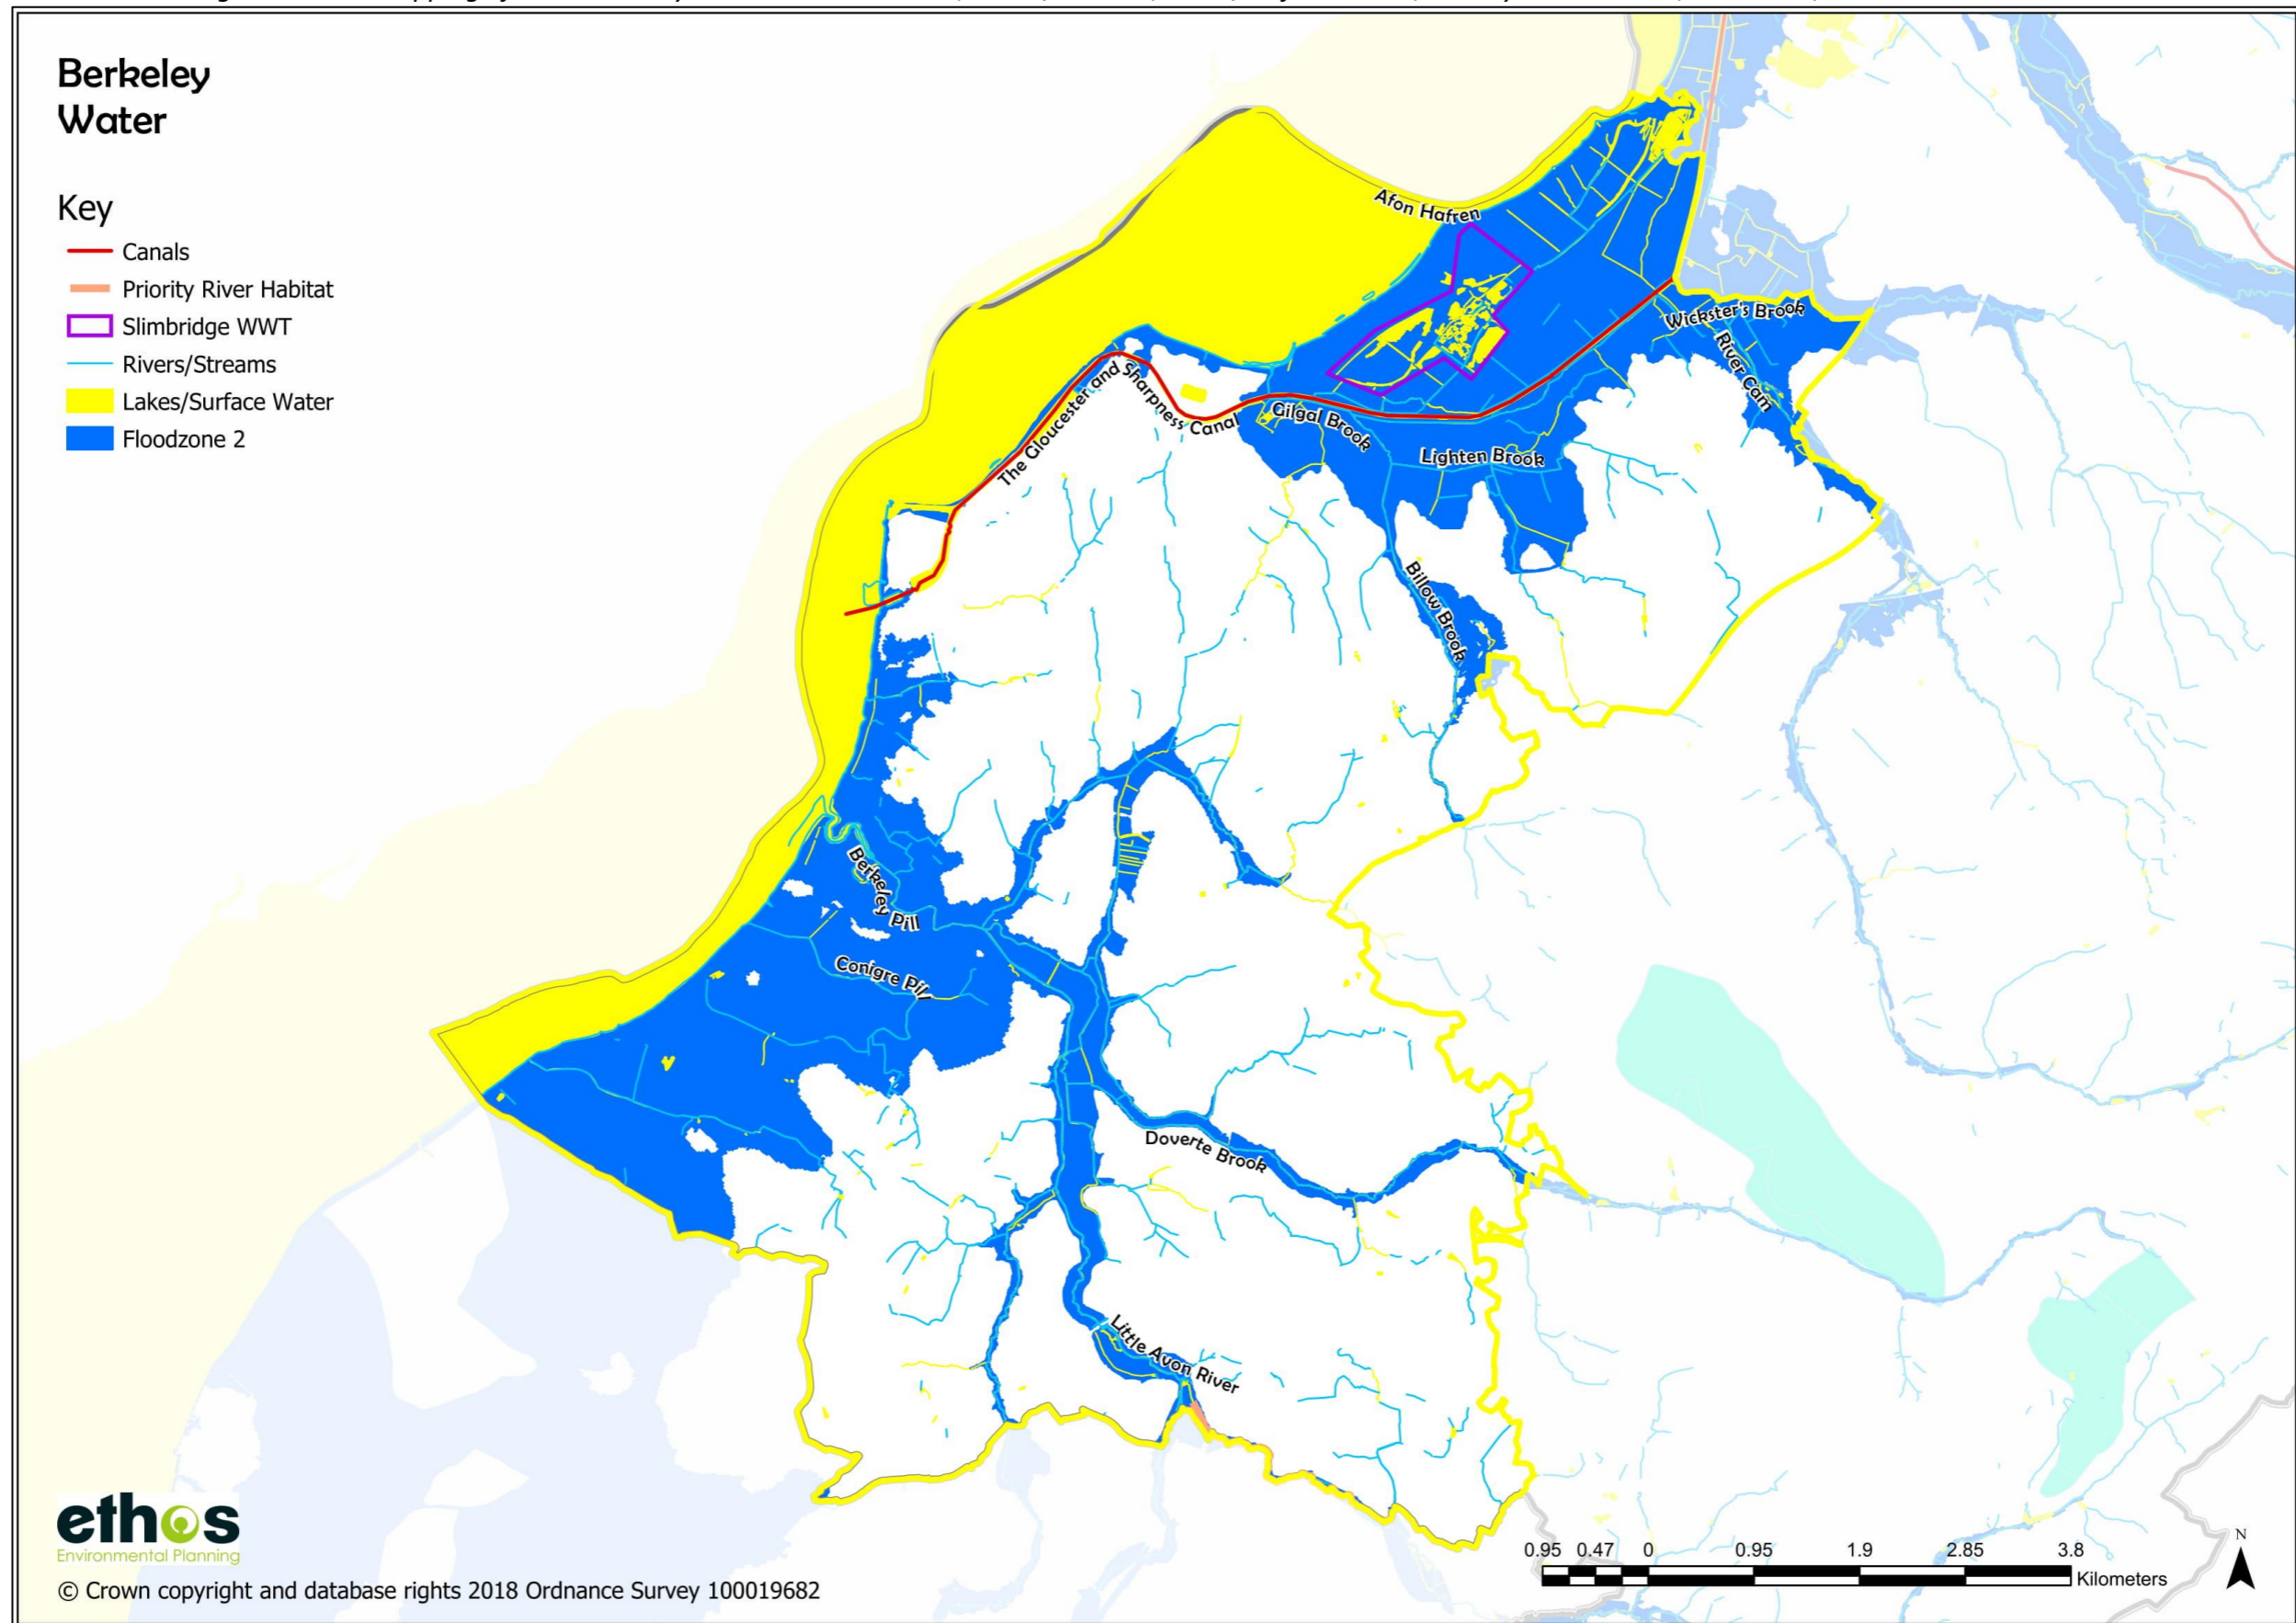 Berkeley
Water
Key
Canals
Priority River Habitat
Slimbridge WWT
Rivers/Streams
Lakes/Surface Water
Floodzone 2
Afon Hafren
Wickster's Brook
River Cam
The Gloucester and Sharpness Canal
Gilgal Brook
Lighten Brook
Billow Brook
Berkeley Pill
Conigre Pill
Doverte Brook
Little Avon River
ethos
Environmental Planning
© Crown copyright and database rights 2018 Ordnance Survey 100019682
0.95 0.47 0 0.95 1.9 2.85 3.8
Kilometers
N